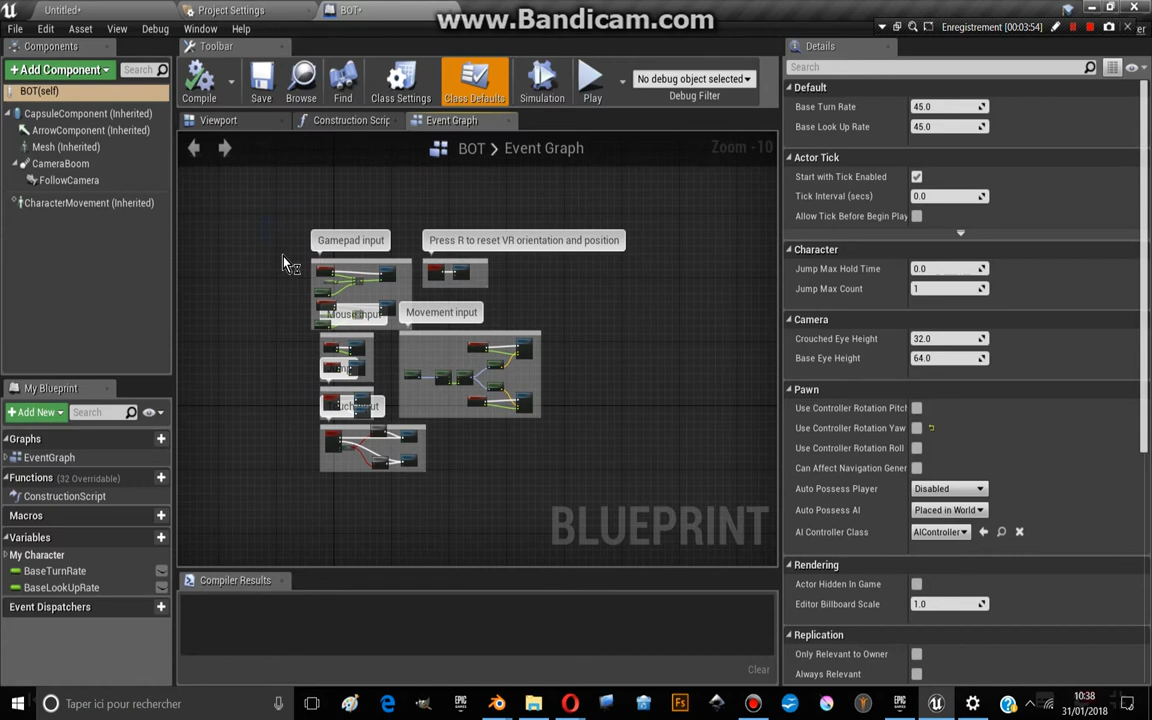 Untitled*
Project Settings
BOT*
www.Bandicam.com
File Edit Asset View Debug Window Help
Enregistrement (00:03:54)
Components
Toolbar
Details
+ Add Component
Search
BOT(self)
CapsuleComponent (Inherited)
ArrowComponent (Inherited)
Mesh (Inherited)
CameraBoom
FollowCamera
CharacterMovement (Inherited)
Compile
Save
Browse
Find
Class Settings
Class Defaults
Simulation
Play
No debug object selected
Debug Filter
Viewport
Construction Scrip
Event Graph
BOT > Event Graph
Zoom -10
Gamepad input
Press R to reset VR orientation and position
Mouse input
Movement input
Touch input
BLUEPRINT
My Blueprint
+ Add New
Search
Graphs
EventGraph
Functions (32 Overridable)
ConstructionScript
Macros
Variables
My Character
BaseTurnRate
BaseLookUpRate
Event Dispatchers
Compiler Results
Clear
Search
Default
Base Turn Rate 45.0
Base Look Up Rate 45.0
Actor Tick
Start with Tick Enabled
Tick Interval (secs) 0.0
Allow Tick Before Begin Play
Character
Jump Max Hold Time 0.0
Jump Max Count 1
Camera
Crouched Eye Height 32.0
Base Eye Height 64.0
Pawn
Use Controller Rotation Pitch
Use Controller Rotation Yaw
Use Controller Rotation Roll
Can Affect Navigation Gener
Auto Possess Player Disabled
Auto Possess AI Placed in World
AI Controller Class AIController
Rendering
Actor Hidden In Game
Editor Billboard Scale 1.0
Replication
Only Relevant to Owner
Always Relevant
Taper ici pour rechercher
10:38
31/01/2018